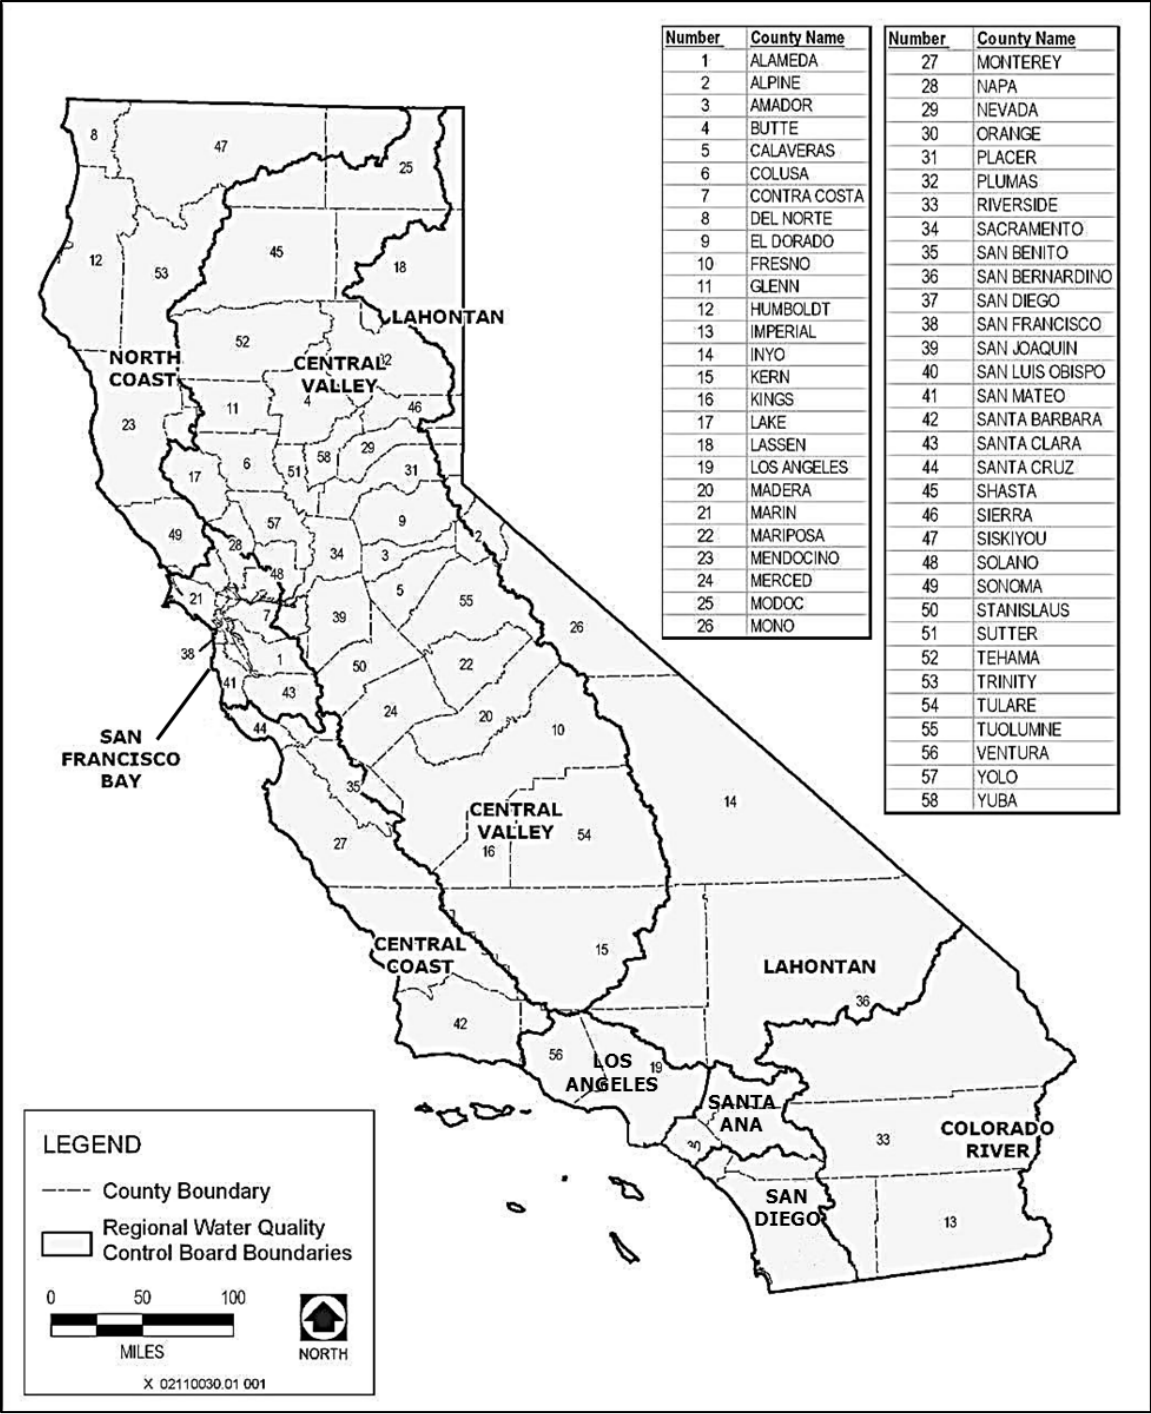 Number County Name
1 ALAMEDA
2 ALPINE
3 AMADOR
4 BUTTE
5 CALAVERAS
6 COLUSA
7 CONTRA COSTA
8 DEL NORTE
9 EL DORADO
10 FRESNO
11 GLENN
12 HUMBOLDT
13 IMPERIAL
14 INYO
15 KERN
16 KINGS
17 LAKE
18 LASSEN
19 LOS ANGELES
20 MADERA
21 MARIN
22 MARIPOSA
23 MENDOCINO
24 MERCED
25 MODOC
26 MONO
Number County Name
27 MONTEREY
28 NAPA
29 NEVADA
30 ORANGE
31 PLACER
32 PLUMAS
33 RIVERSIDE
34 SACRAMENTO
35 SAN BENITO
36 SAN BERNARDINO
37 SAN DIEGO
38 SAN FRANCISCO
39 SAN JOAQUIN
40 SAN LUIS OBISPO
41 SAN MATEO
42 SANTA BARBARA
43 SANTA CLARA
44 SANTA CRUZ
45 SHASTA
46 SIERRA
47 SISKIYOU
48 SOLANO
49 SONOMA
50 STANISLAUS
51 SUTTER
52 TEHAMA
53 TRINITY
54 TULARE
55 TUOLUMNE
56 VENTURA
57 YOLO
58 YUBA
8
47
25
45
12
53
18
LAHONTAN
52
NORTH
COAST
CENTRAL
VALLEY
32
4
11
46
23
29
58
6
51
31
17
57
9
49
28
34
3
2
48
5
21
55
7
39
26
38
1
50
22
41
43
24
20
44
10
SAN
FRANCISCO
BAY
35
14
CENTRAL
VALLEY
54
27
16
CENTRAL
COAST
15
LAHONTAN
36
42
56
LOS
ANGELES
19
SANTA
ANA
30
33
COLORADO
RIVER
SAN
DIEGO
13
LEGEND
County Boundary
Regional Water Quality
Control Board Boundaries
0 50 100
MILES
NORTH
X 02110030.01 001